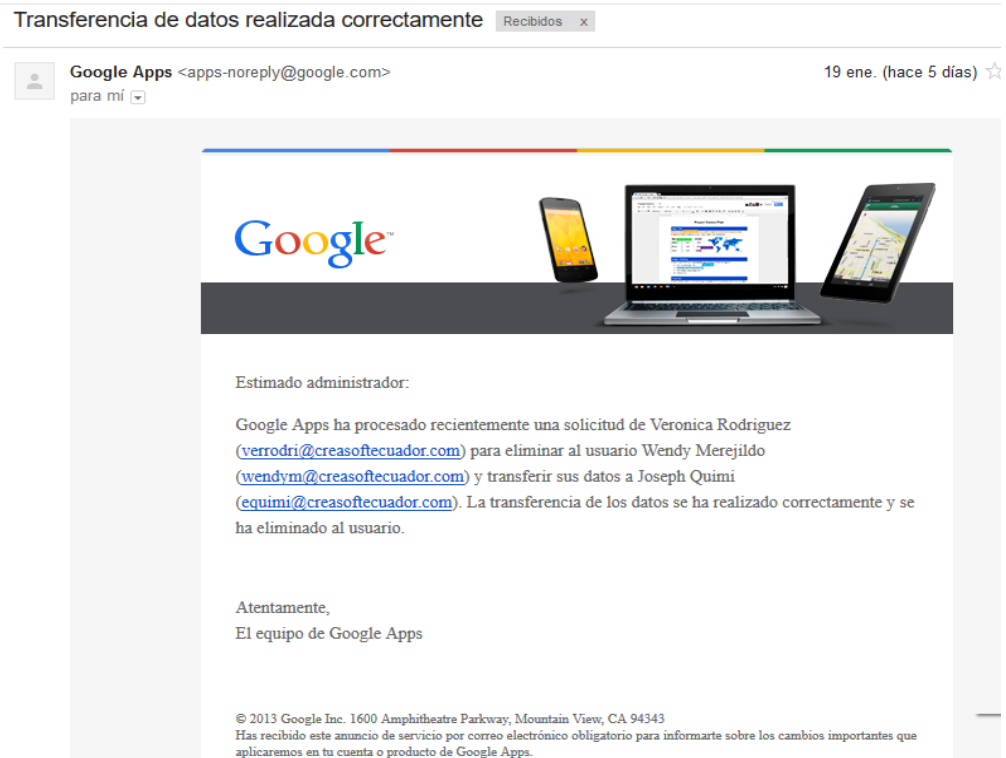 Transferencia de datos realizada correctamente Recibidos x
Google Apps <apps-noreply@google.com> 19 ene. (hace 5 días)
para mí
Google™
Estimado administrador:
Google Apps ha procesado recientemente una solicitud de Veronica Rodriguez
(verrodri@creasoftecuador.com) para eliminar al usuario Wendy Merejildo
(wendym@creasoftecuador.com) y transferir sus datos a Joseph Quimi
(equimi@creasoftecuador.com). La transferencia de los datos se ha realizado correctamente y se
ha eliminado al usuario.
Atentamente,
El equipo de Google Apps
© 2013 Google Inc. 1600 Amphitheatre Parkway, Mountain View, CA 94343
Has recibido este anuncio de servicio por correo electrónico obligatorio para informarte sobre los cambios importantes que
aplicaremos en tu cuenta o producto de Google Apps.